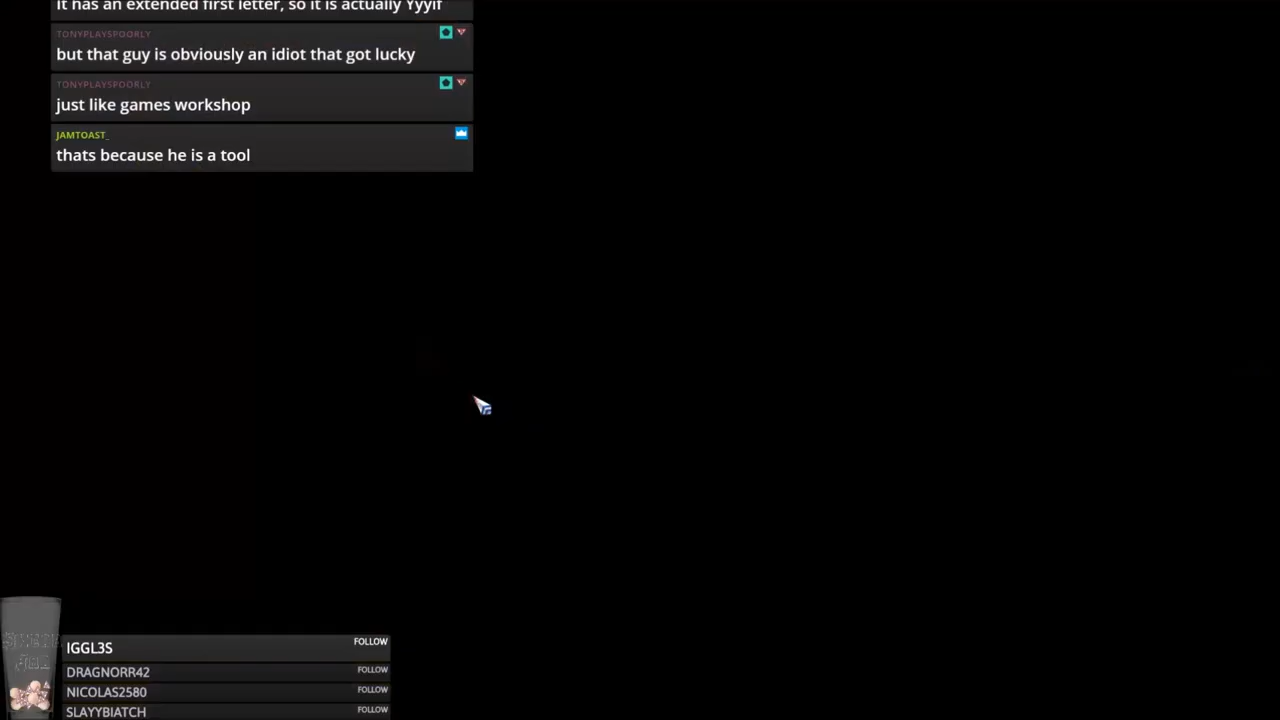 It has an extended first letter, so it is actually Yyyif
TONYPLAYSPOORLY
but that guy is obviously an idiot that got lucky
TONYPLAYSPOORLY
just like games workshop
JAMTOAST_
thats because he is a tool
IGGL3S FOLLOW
DRAGNORR42 FOLLOW
NICOLAS2580 FOLLOW
SLAYYBIATCH FOLLOW